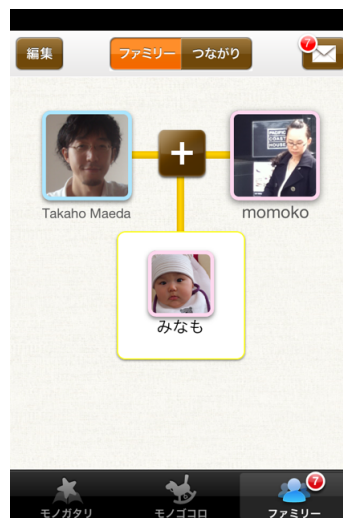 編集
ファミリー
つながり
7
Takaho Maeda
momoko
みなも
モノガタリ
モノゴコロ
ファミリー
7